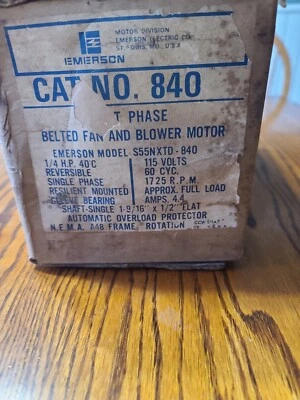 MOTOR DIVISION
EMERSON ELECTRIC CO.
ST. LOUIS, MO., U.S.A.
EMERSON
CAT. NO. 840
T PHASE
BELTED FAN AND BLOWER MOTOR
EMERSON MODEL S55NXTD-840
1/4 H.P. 40°C 115 VOLTS
REVERSIBLE 60 CYC.
SINGLE PHASE 1725 R.P.M.
RESILIENT MOUNTED APPROX. FULL LOAD
BEARING AMPS. 4.4
SHAFT-SINGLE 1-9/16" x 1/2" FLAT
AUTOMATIC OVERLOAD PROTECTOR
N.E.M.A. 48 FRAME, ROTATION